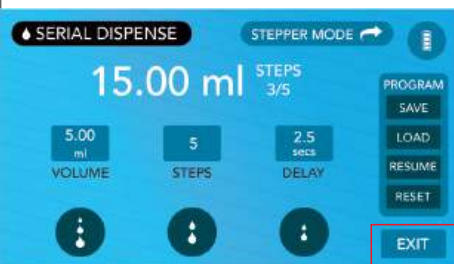 SERIAL DISPENSE
STEPPER MODE
15.00 ml
STEPS
3/5
5.00
ml
VOLUME
5
STEPS
2.5
secs
DELAY
PROGRAM
SAVE
LOAD
RESUME
RESET
EXIT